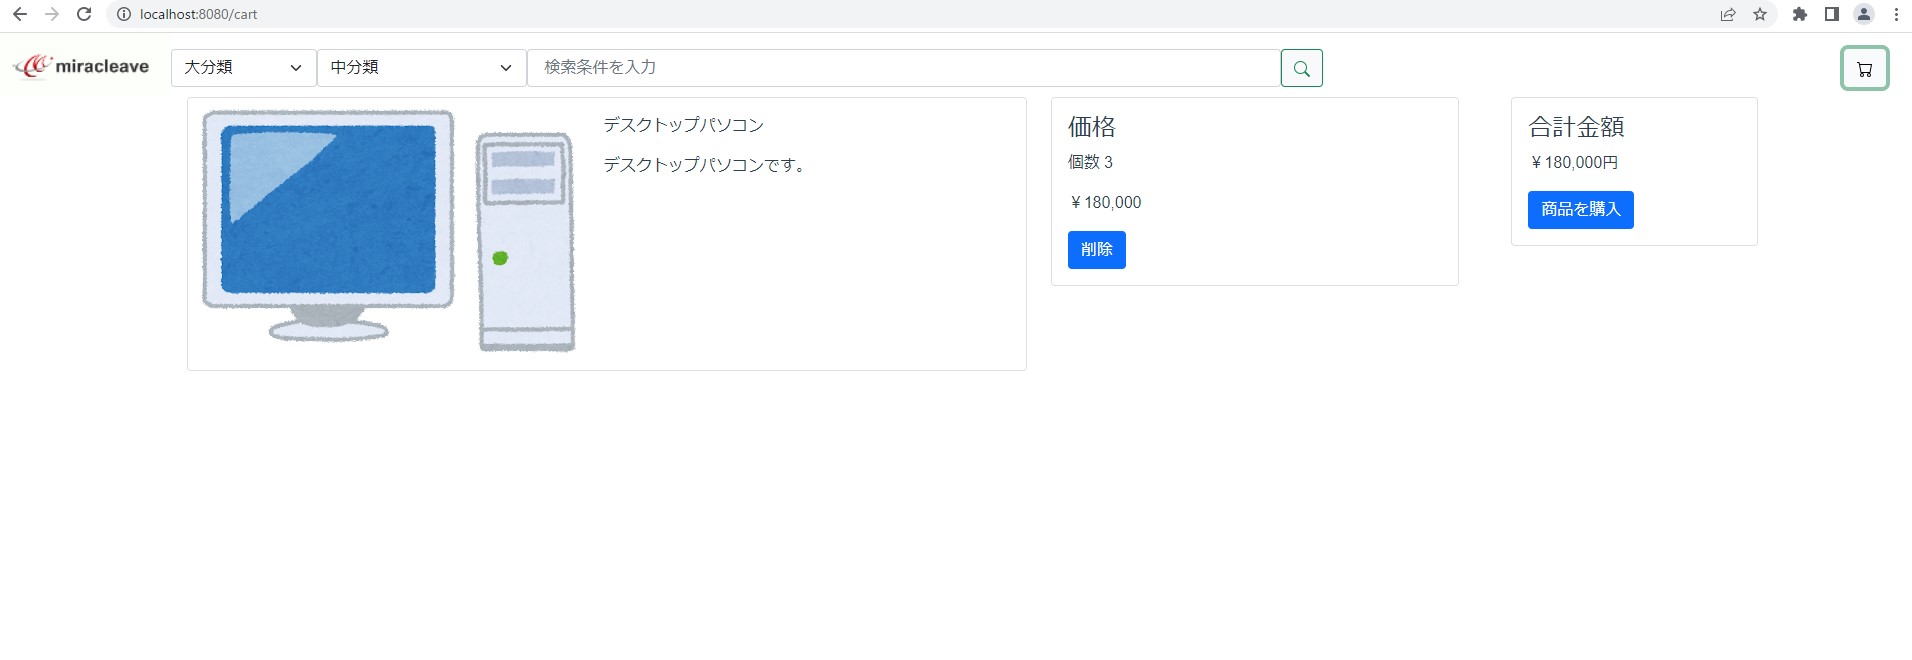 localhost:8080/cart
miracleave
大分類
中分類
検索条件を入力
デスクトップパソコン
デスクトップパソコンです。
価格
個数 3
￥180,000
削除
合計金額
￥180,000円
商品を購入